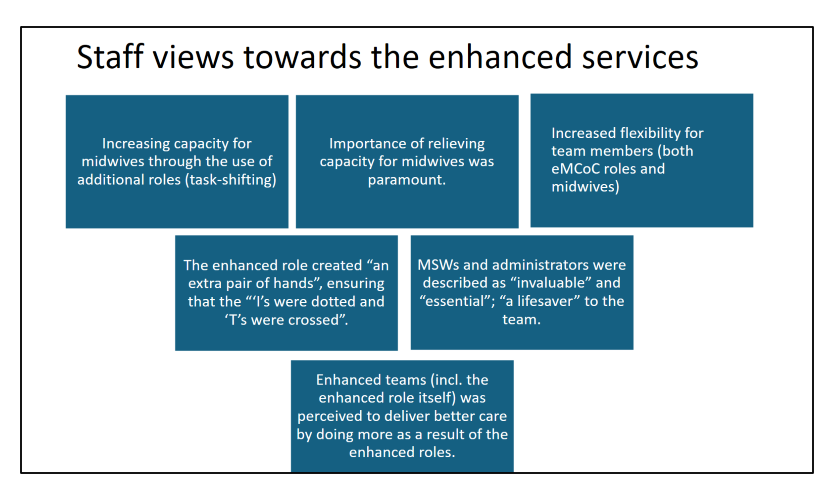 Staff views towards the enhanced services
Increasing capacity for
midwives through the use of
additional roles (task-shifting)
Importance of relieving
capacity for midwives was
paramount.
Increased flexibility for
team members (both
eMCoC roles and
midwives)
The enhanced role created “an
extra pair of hands”, ensuring
that the “‘I’s were dotted and
‘T’s were crossed”.
MSWs and administrators were
described as “invaluable” and
“essential”; “a lifesaver” to the
team.
Enhanced teams (incl. the
enhanced role itself) was
perceived to deliver better care
by doing more as a result of the
enhanced roles.